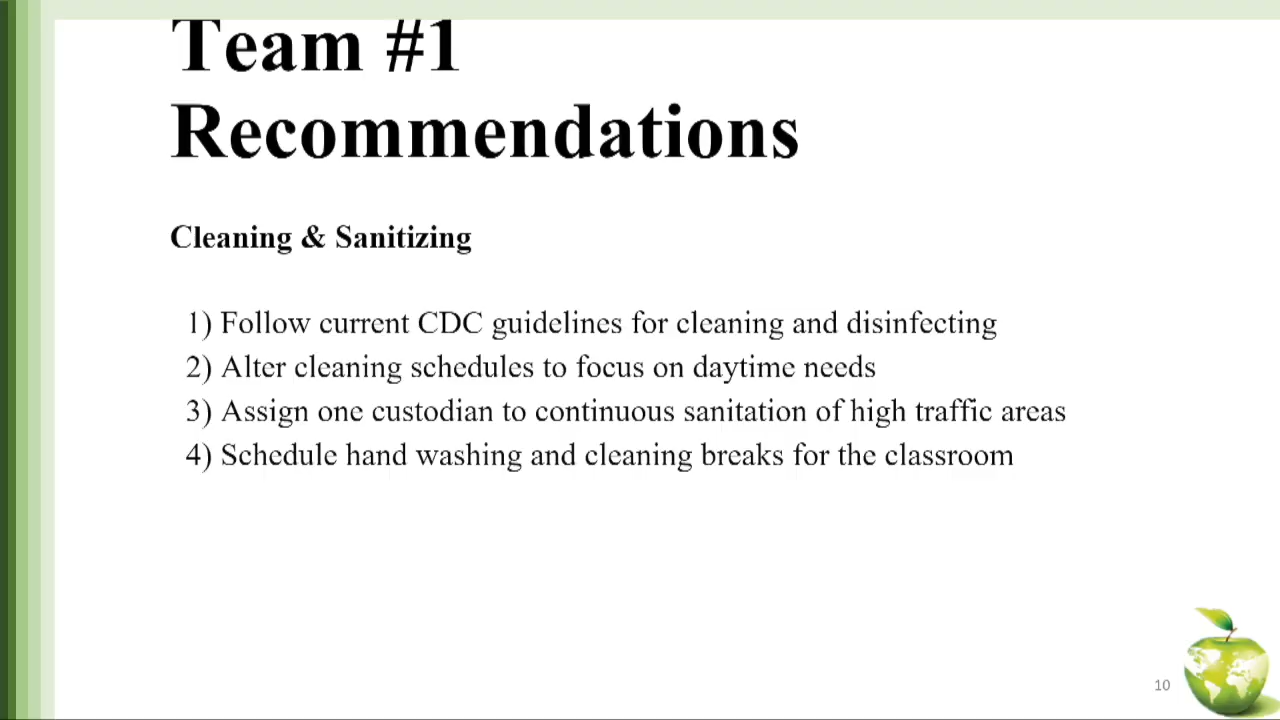 Team #1
Recommendations
Cleaning & Sanitizing
1) Follow current CDC guidelines for cleaning and disinfecting
2) Alter cleaning schedules to focus on daytime needs
3) Assign one custodian to continuous sanitation of high traffic areas
4) Schedule hand washing and cleaning breaks for the classroom
10